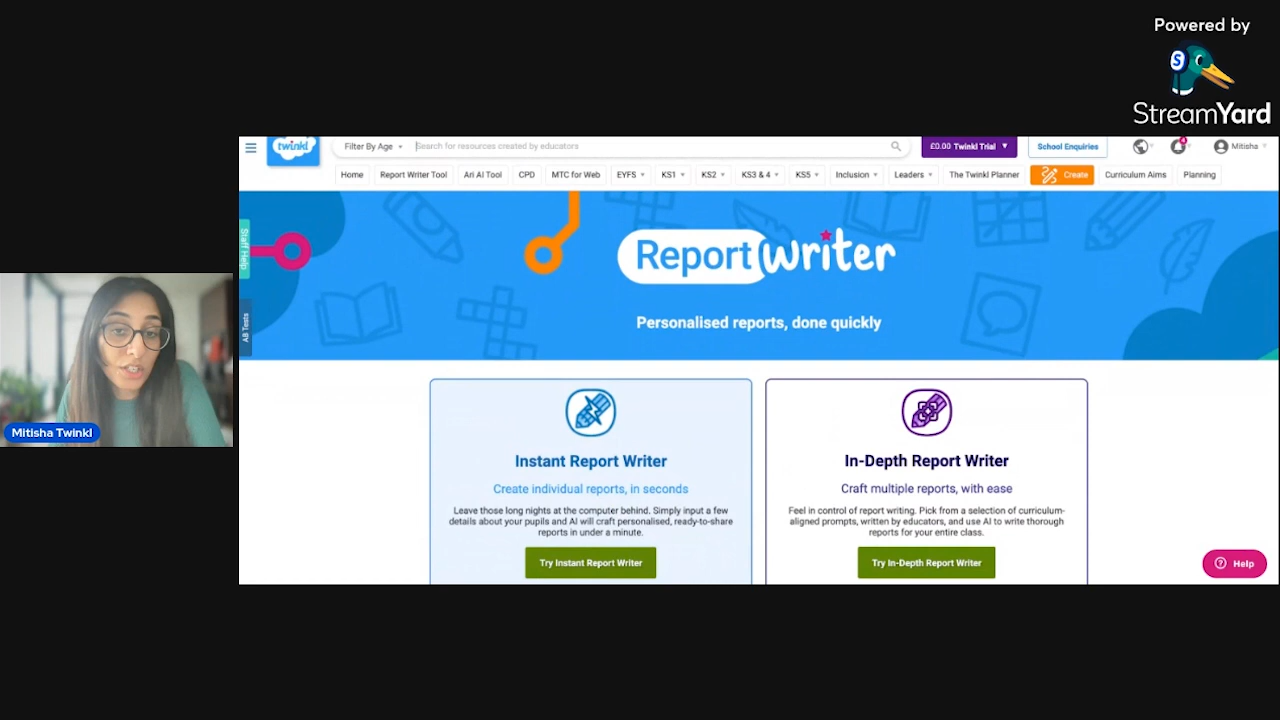 Powered by
StreamYard
twinkl
Filter By Age
Search for resources created by educators
£0.00 Twinkl Trial
School Enquiries
4
Mitisha
Home
Report Writer Tool
Ari AI Tool
CPD
MTC for Web
EYFS
KS1
KS2
KS3 & 4
KS5
Inclusion
Leaders
The Twinkl Planner
Create
Curriculum Aims
Planning
Staff Help
AB Tests
Report Writer
Personalised reports, done quickly
Instant Report Writer
Create individual reports, in seconds
Leave those long nights at the computer behind. Simply input a few
details about your pupils and AI will craft personalised, ready-to-share
reports in under a minute.
Try Instant Report Writer
In-Depth Report Writer
Craft multiple reports, with ease
Feel in control of report writing. Pick from a selection of curriculum-
aligned prompts, written by educators, and use AI to write thorough
reports for your entire class.
Try In-Depth Report Writer
Help
Mitisha Twinkl